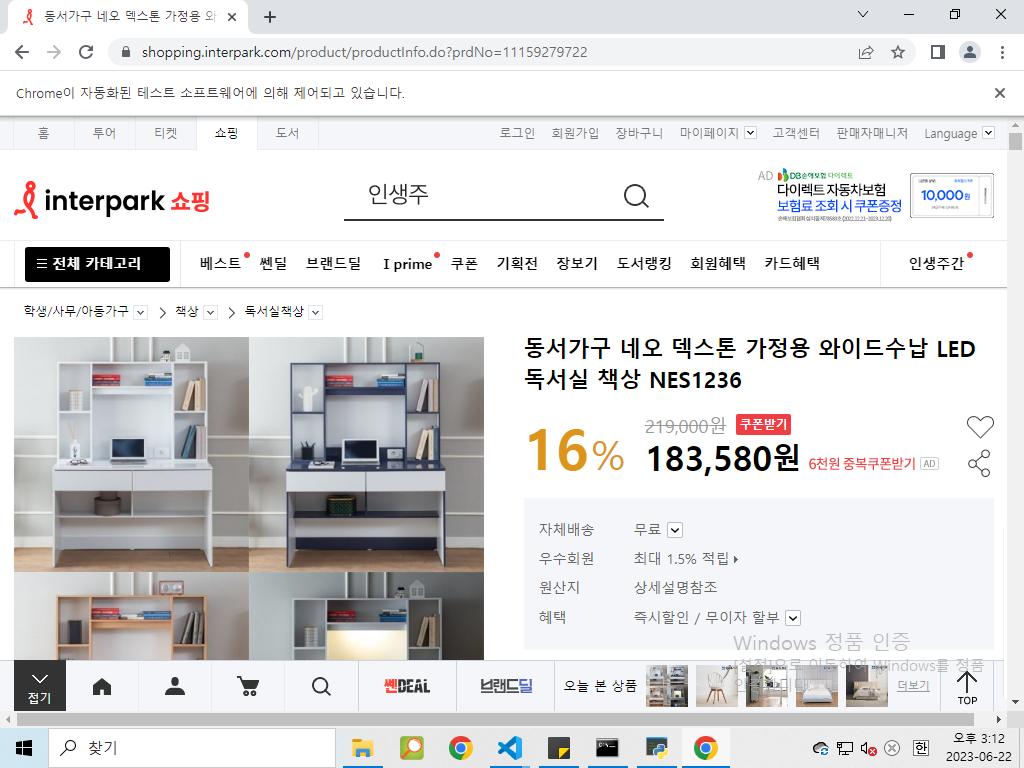 동서가구 네오 덱스톤 가정용 와
shopping.interpark.com/product/productInfo.do?prdNo=11159279722
Chrome이 자동화된 테스트 소프트웨어에 의해 제어되고 있습니다.
홈 투어 티켓 쇼핑 도서 로그인 회원가입 장바구니 마이페이지 고객센터 판매자매니저 Language
interpark 쇼핑 인생주
AD DB손해보험 다이렉트
다이렉트 자동차보험
보험료 조회 시 쿠폰증정
10,000원
전체 카테고리 베스트 쎈딜 브랜드딜 I prime 쿠폰 기획전 장보기 도서랭킹 회원혜택 카드혜택 인생주간
학생/사무/아동가구 책상 독서실책상
동서가구 네오 덱스톤 가정용 와이드수납 LED
독서실 책상 NES1236
219,000원 쿠폰받기
16% 183,580원 6천원 중복쿠폰받기 AD
자체배송 무료
우수회원 최대 1.5% 적립
원산지 상세설명참조
혜택 즉시할인 / 무이자 할부
Windows 정품 인증
[설정]으로 이동하여 Windows를 정품
접기 쎈DEAL 브랜드딜 오늘 본 상품 더보기 TOP
찾기
오후 3:12
한
2023-06-22